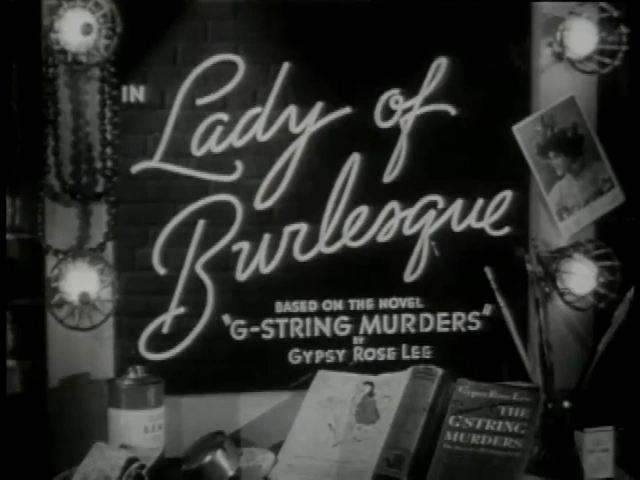 IN
Lady of
Burlesque
BASED ON THE NOVEL
"G-STRING MURDERS"
BY
GYPSY ROSE LEE
Gypsy Rose Lee
THE
G-STRING
MURDERS